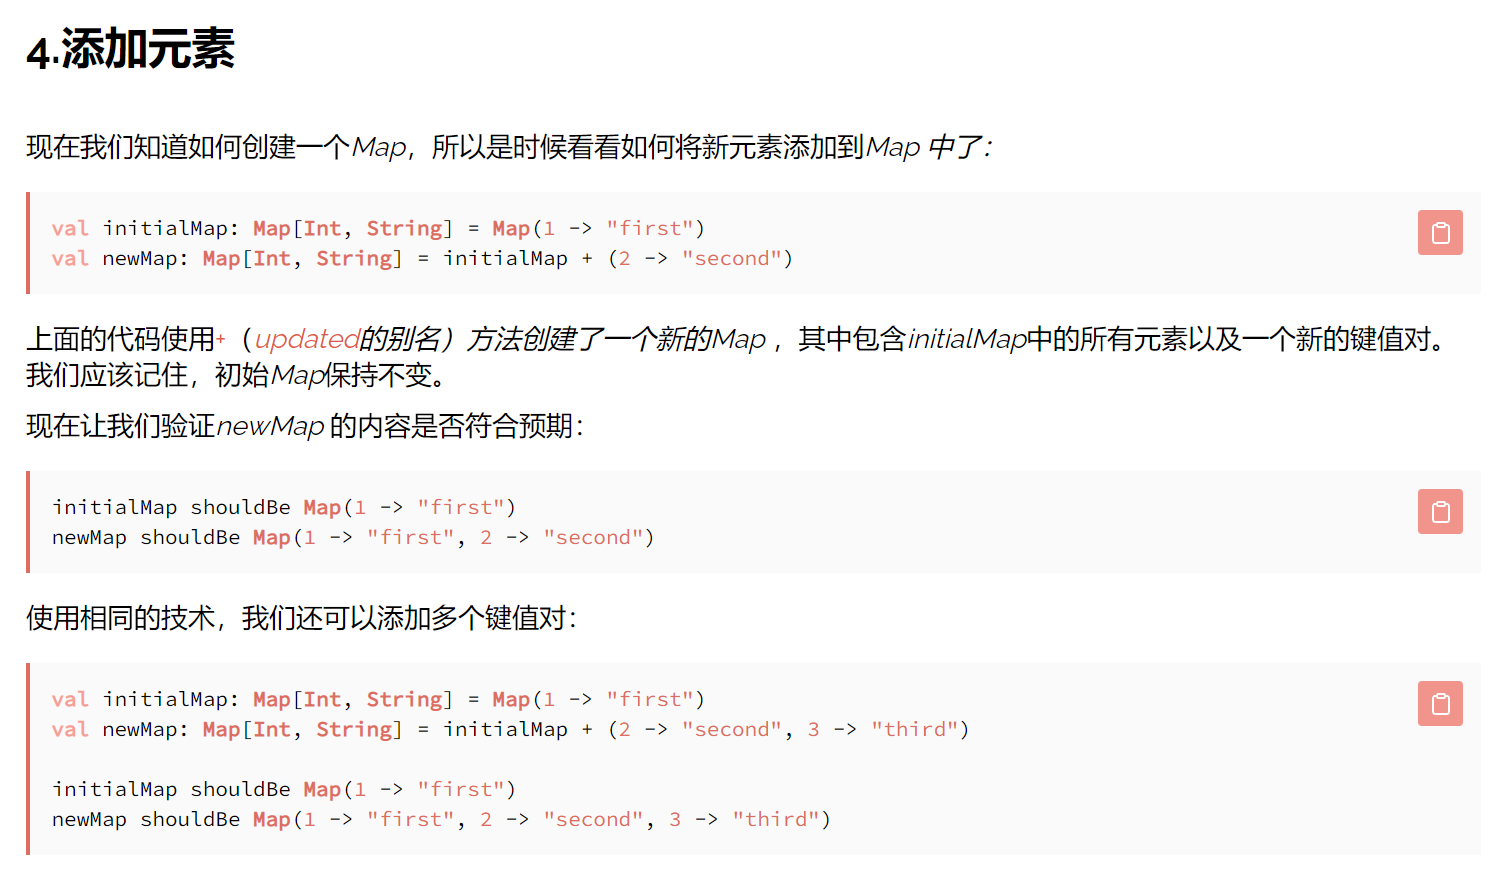 4.添加元素
现在我们知道如何创建一个Map，所以是时候看看如何将新元素添加到Map 中了：
val initialMap: Map[Int, String] = Map(1 -> "first")
val newMap: Map[Int, String] = initialMap + (2 -> "second")
上面的代码使用+（updated的别名）方法创建了一个新的Map ，其中包含initialMap中的所有元素以及一个新的键值对。
我们应该记住，初始Map保持不变。
现在让我们验证newMap 的内容是否符合预期：
initialMap shouldBe Map(1 -> "first")
newMap shouldBe Map(1 -> "first", 2 -> "second")
使用相同的技术，我们还可以添加多个键值对：
val initialMap: Map[Int, String] = Map(1 -> "first")
val newMap: Map[Int, String] = initialMap + (2 -> "second", 3 -> "third")
initialMap shouldBe Map(1 -> "first")
newMap shouldBe Map(1 -> "first", 2 -> "second", 3 -> "third")